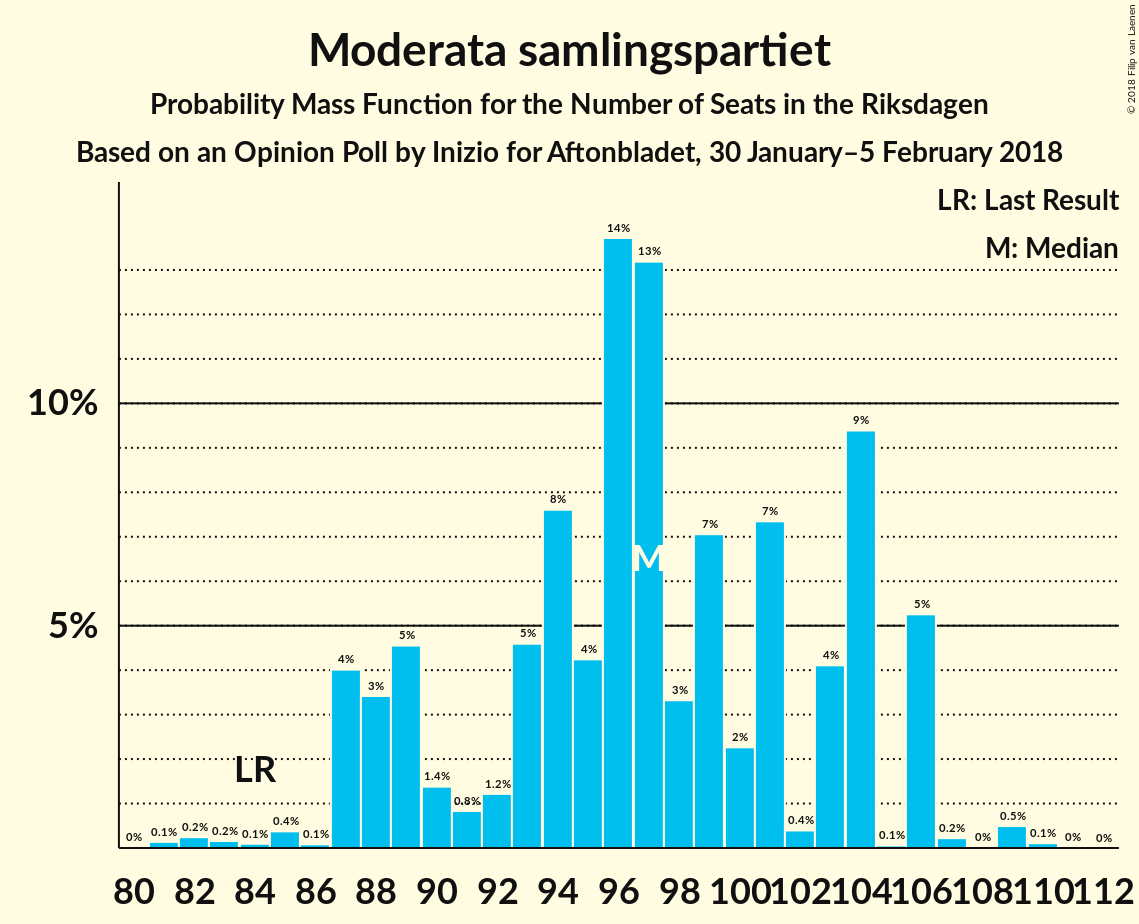 © 2018 Filip van Laenen
Moderata samlingspartiet
Probability Mass Function for the Number of Seats in the Riksdagen
Based on an Opinion Poll by Inizio for Aftonbladet, 30 January–5 February 2018
LR: Last Result
M: Median
10%
5%
LR
M
0% 0.1% 0.2% 0.2% 0.1% 0.4% 0.1% 4% 3% 5% 1.4% 0.8% 1.2% 5% 8% 4% 14% 13% 3% 7% 2% 7% 0.4% 4% 9% 0.1% 5% 0.2% 0% 0.5% 0.1% 0% 0%
80 82 84 86 88 90 92 94 96 98 100 102 104 106 108 110 112